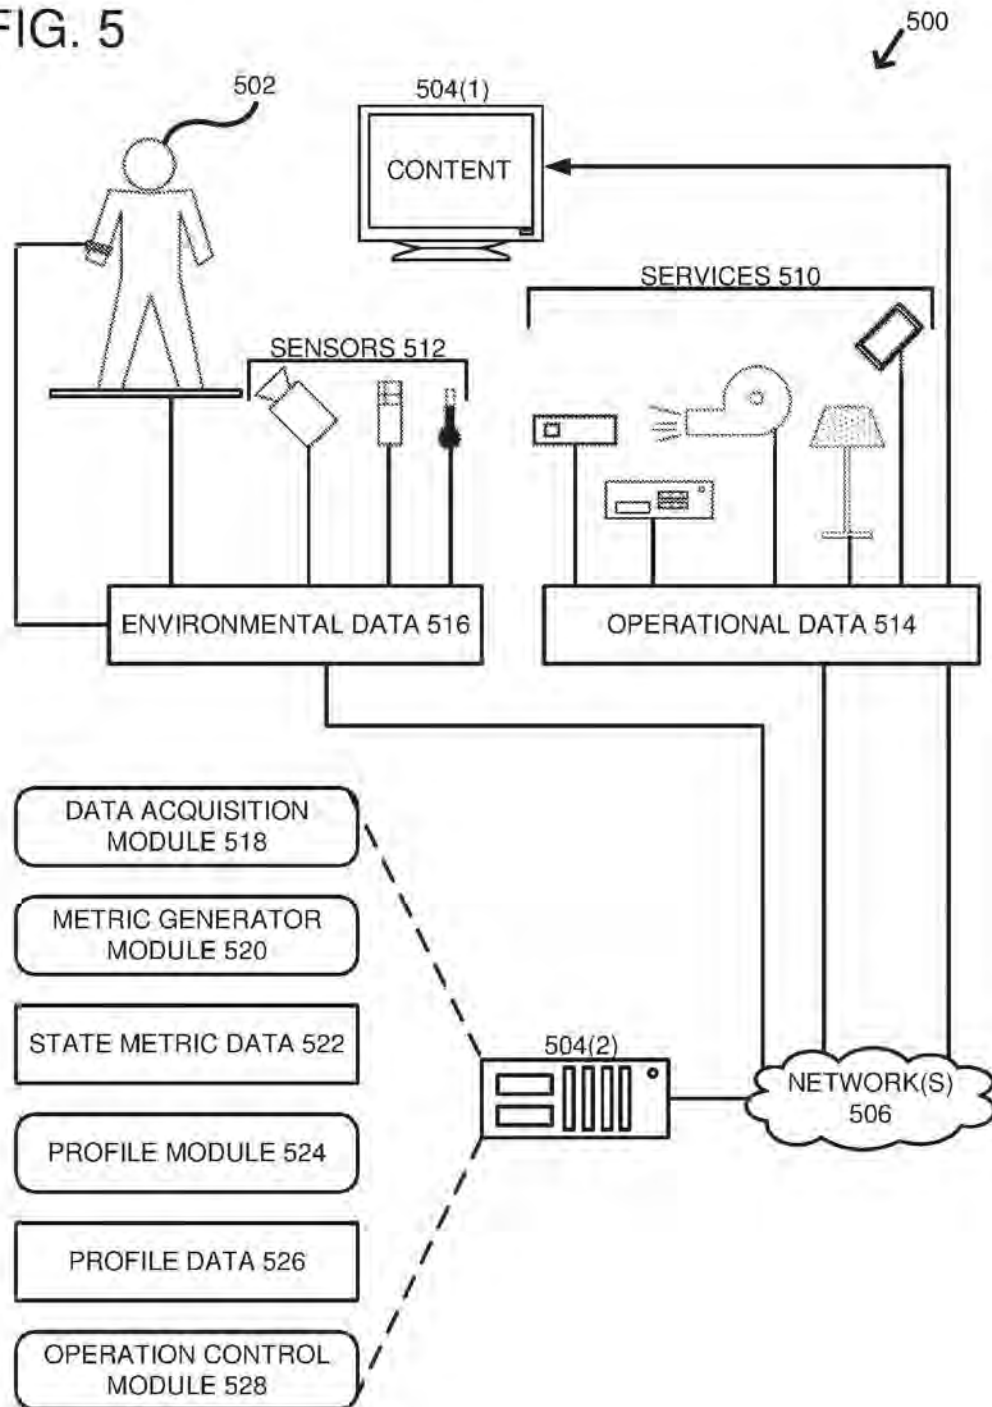 FIG. 5
500
502
504(1)
CONTENT
SERVICES 510
SENSORS 512
ENVIRONMENTAL DATA 516
OPERATIONAL DATA 514
DATA ACQUISITION
MODULE 518
METRIC GENERATOR
MODULE 520
STATE METRIC DATA 522
504(2)
NETWORK(S)
506
PROFILE MODULE 524
PROFILE DATA 526
OPERATION CONTROL
MODULE 528